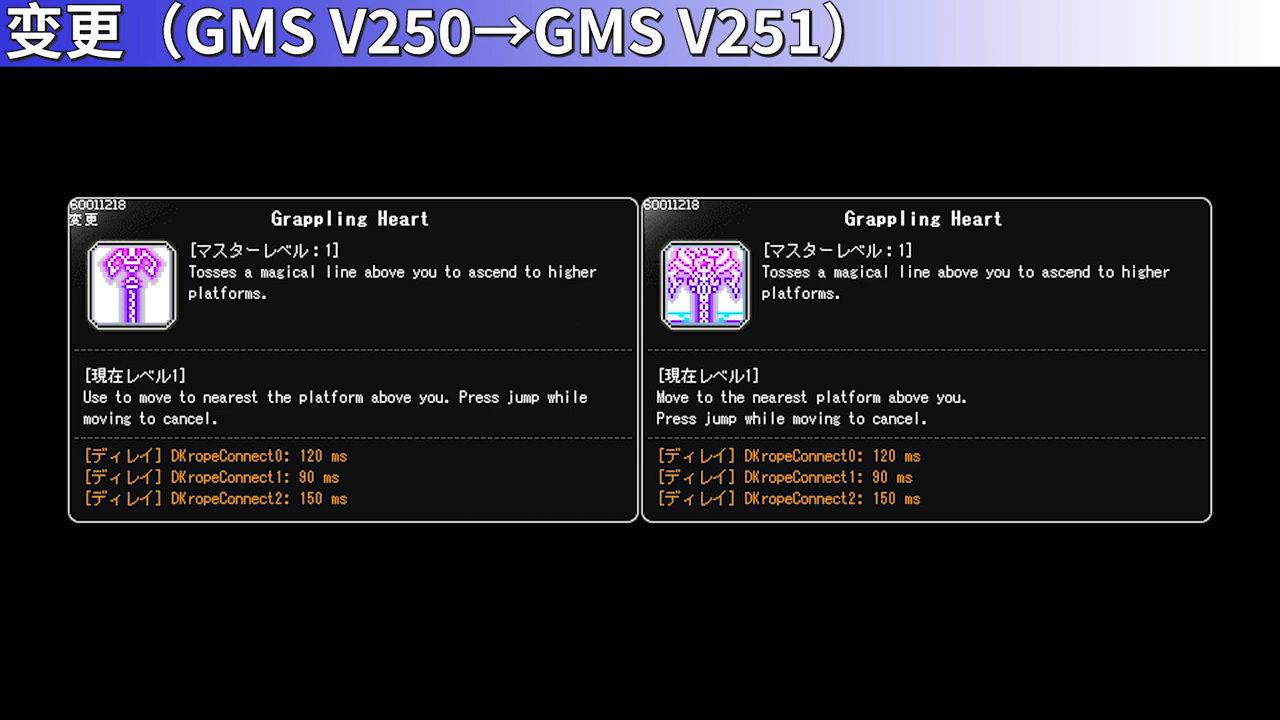 変更（GMS V250→GMS V251）
60011218
変更
Grappling Heart
[マスターレベル：1]
Tosses a magical line above you to ascend to higher
platforms.
[現在レベル1]
Use to move to nearest the platform above you. Press jump while
moving to cancel.
[ディレイ] DKropeConnect0: 120 ms
[ディレイ] DKropeConnect1: 90 ms
[ディレイ] DKropeConnect2: 150 ms
60011218
Grappling Heart
[マスターレベル：1]
Tosses a magical line above you to ascend to higher
platforms.
[現在レベル1]
Move to the nearest platform above you.
Press jump while moving to cancel.
[ディレイ] DKropeConnect0: 120 ms
[ディレイ] DKropeConnect1: 90 ms
[ディレイ] DKropeConnect2: 150 ms